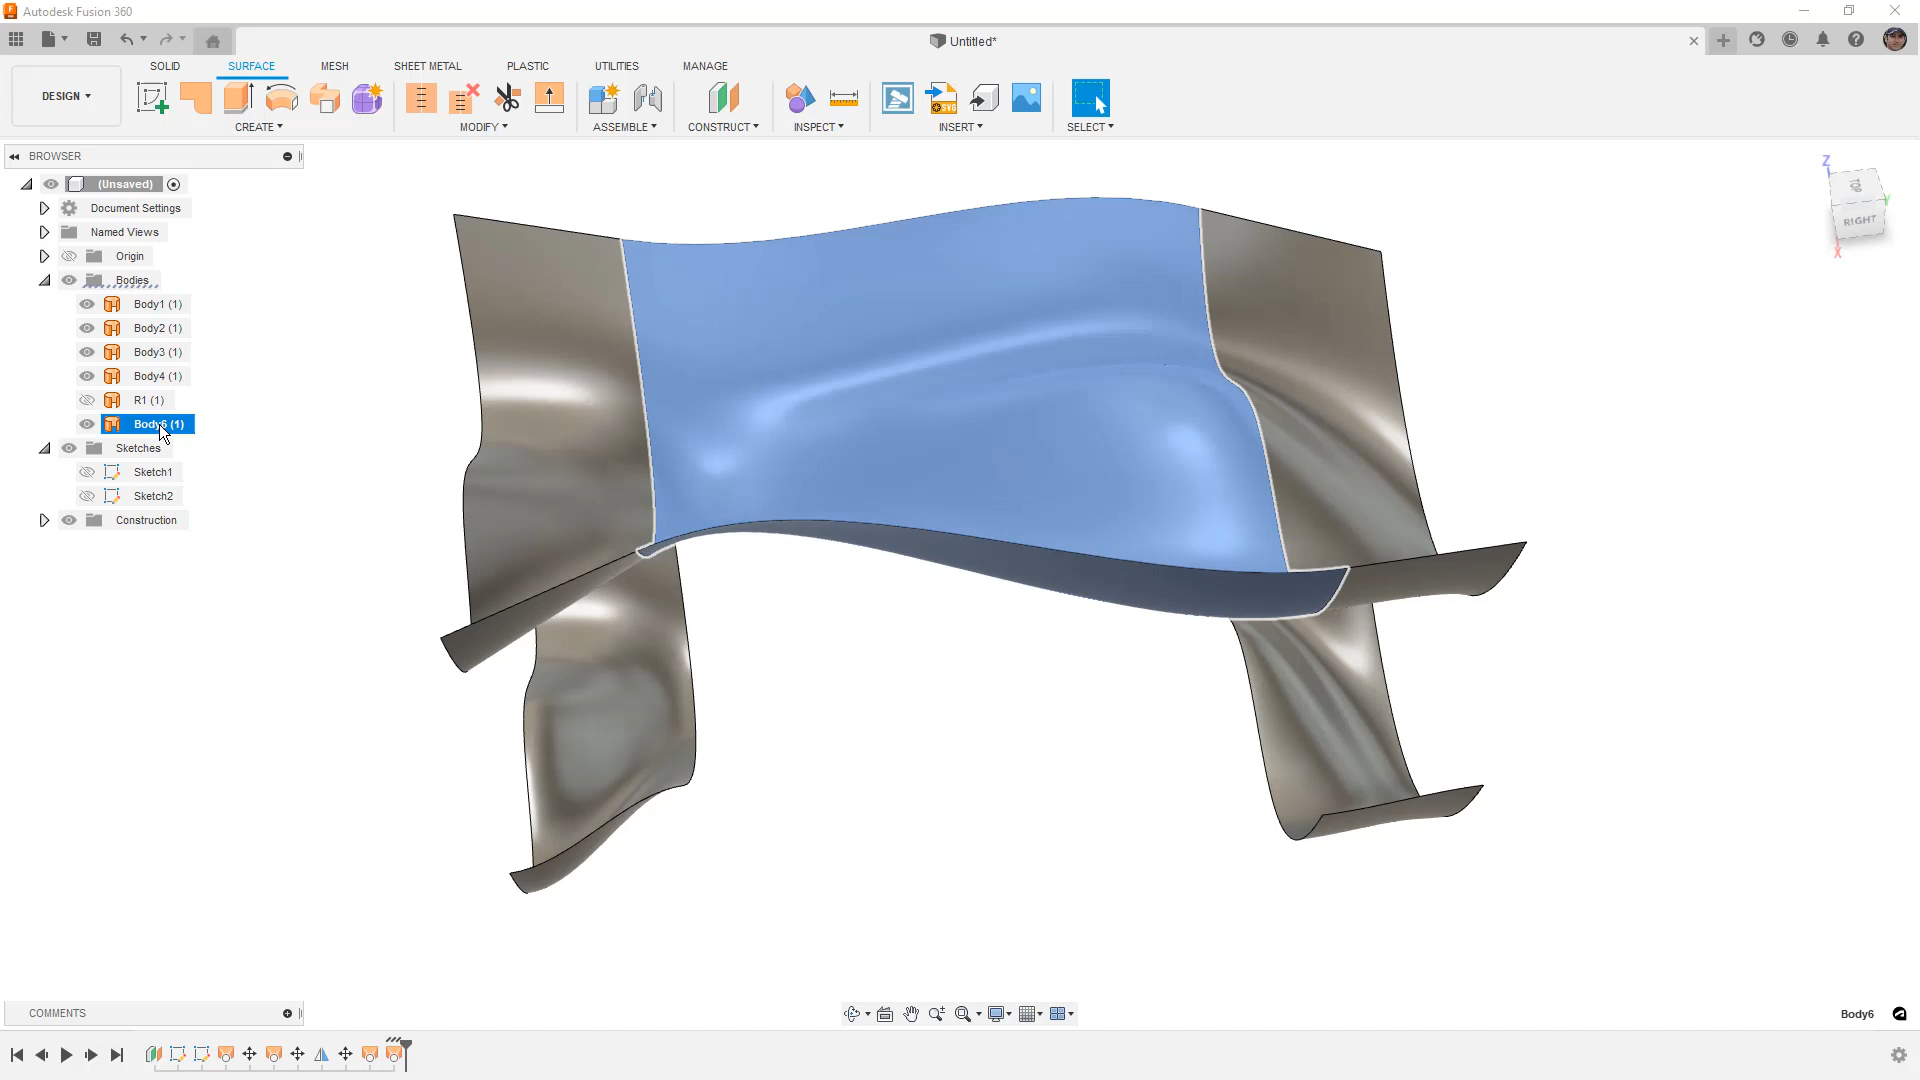 Autodesk Fusion 360
Untitled*
DESIGN
SOLID
SURFACE
MESH
SHEET METAL
PLASTIC
UTILITIES
MANAGE
CREATE
MODIFY
ASSEMBLE
CONSTRUCT
INSPECT
INSERT
SELECT
SVG
BROWSER
(Unsaved)
Document Settings
Named Views
Origin
Bodies
Body1 (1)
Body2 (1)
Body3 (1)
Body4 (1)
R1 (1)
Body6 (1)
Sketches
Sketch1
Sketch2
Construction
Z
TOP
RIGHT
Y
X
COMMENTS
Body6